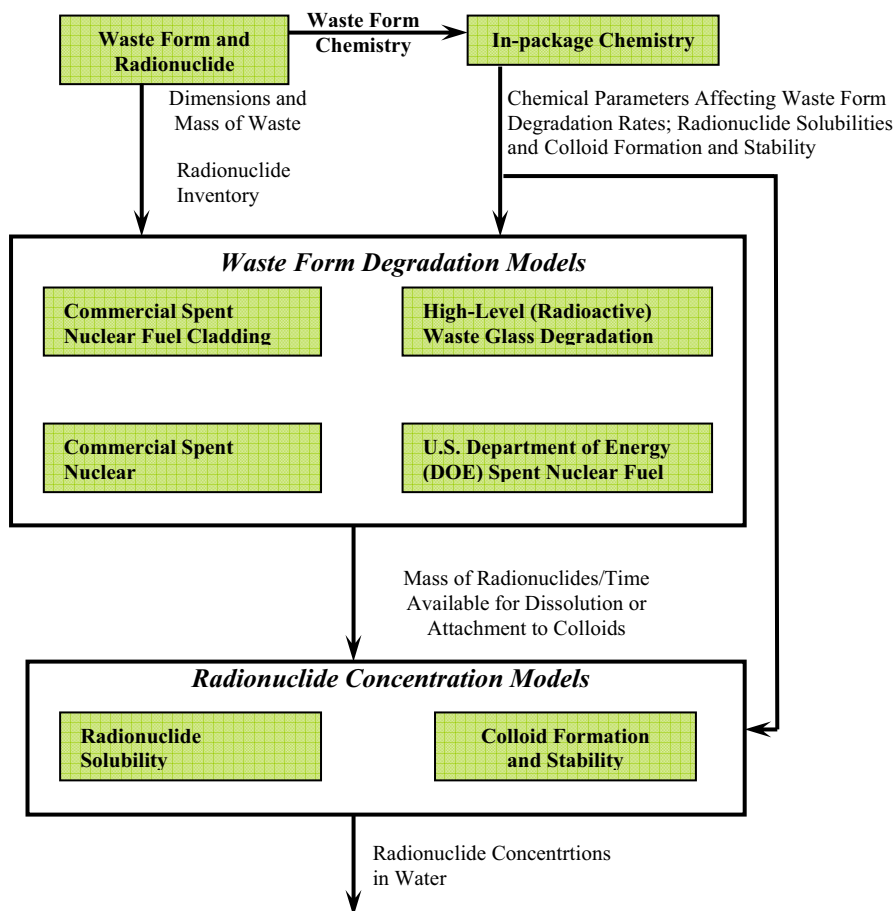 Waste Form and
Radionuclide
Waste Form
Chemistry
In-package Chemistry
Dimensions and
Mass of Waste
Radionuclide
Inventory
Chemical Parameters Affecting Waste Form
Degradation Rates; Radionuclide Solubilities
and Colloid Formation and Stability
Waste Form Degradation Models
Commercial Spent
Nuclear Fuel Cladding
High-Level (Radioactive)
Waste Glass Degradation
Commercial Spent
Nuclear
U.S. Department of Energy
(DOE) Spent Nuclear Fuel
Mass of Radionuclides/Time
Available for Dissolution or
Attachment to Colloids
Radionuclide Concentration Models
Radionuclide
Solubility
Colloid Formation
and Stability
Radionuclide Concentrtions
in Water